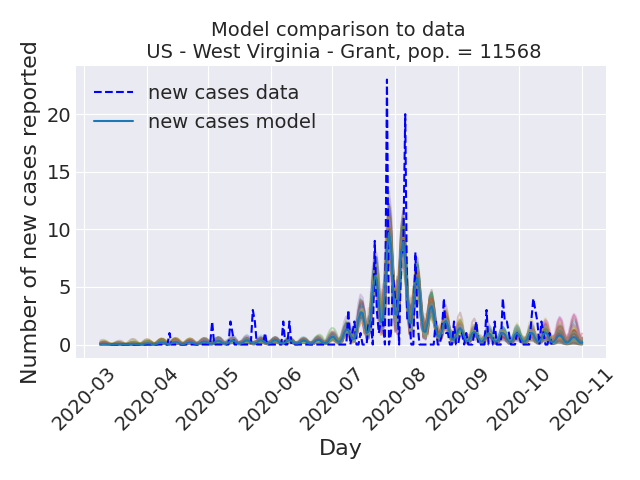 Model comparison to data
US - West Virginia - Grant, pop. = 11568
Number of new cases reported
20
15
10
5
0
new cases data
new cases model
2020-03
2020-04
2020-05
2020-06
2020-07
2020-08
2020-09
2020-10
2020-11
Day